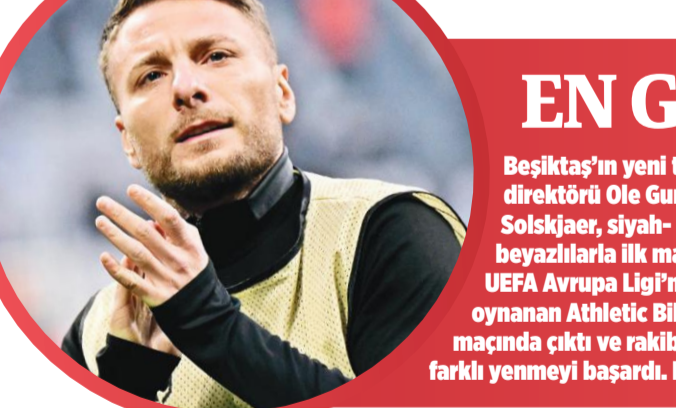 EN G
Beşiktaş’ın yeni t
direktörü Ole Gu
Solskjaer, siyah-
beyazlılarla ilk ma
UEFA Avrupa Ligi’n
oynanan Athletic Bil
maçında çıktı ve rakib
farklı yenmeyi başardı.